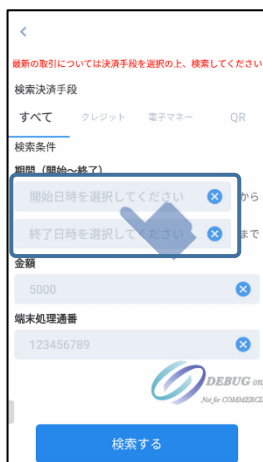 最新の取引については決済手段を選択の上、検索してください
検索決済手段
すべて クレジット 電子マネー QR
検索条件
期間（開始～終了）
開始日時を選択してください から
終了日時を選択してください まで
金額
5000
端末処理通番
123456789
DEBUG on
Not for COMMERCI
検索する